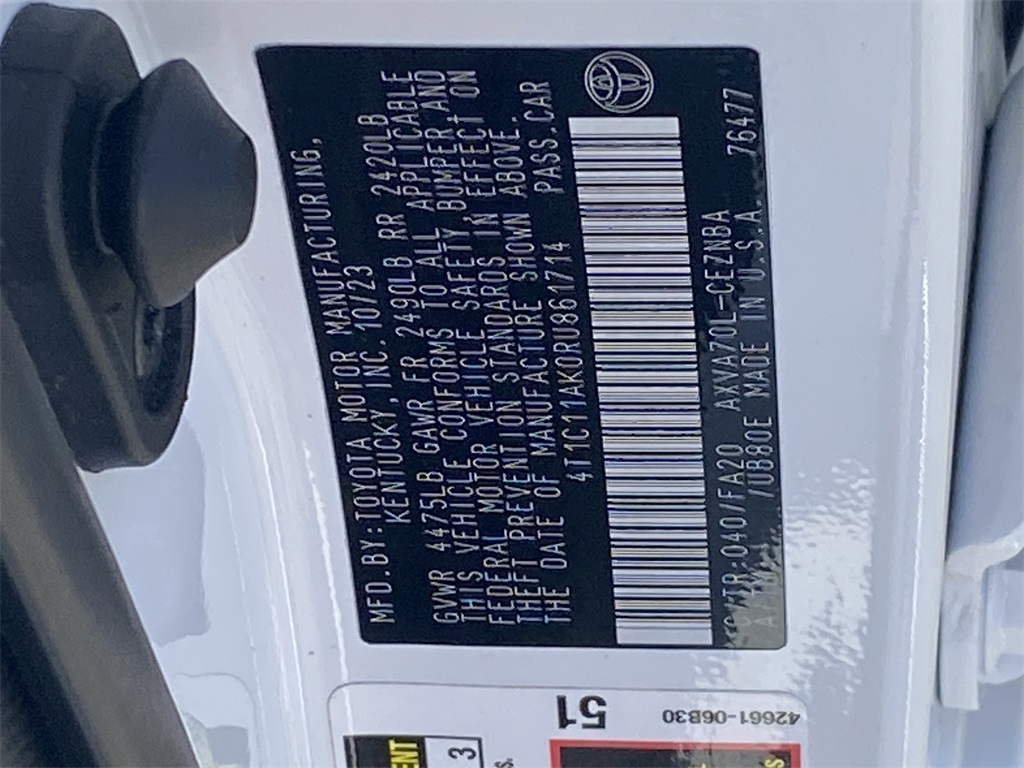 MFD.BY:TOYOTA MOTOR MANUFACTURING,
KENTUCKY,INC. 10/23
GVWR 4475LB GAWR FR 2490LB RR 2420LB
THIS VEHICLE CONFORMS TO ALL APPLICABLE
FEDERAL MOTOR VEHICLE SAFETY,BUMPER,AND
THEFT PREVENTION STANDARDS IN EFFECT ON
THE DATE OF MANUFACTURE SHOWN ABOVE.
4T1C11AK0RU861714 PASS.CAR
C/TR:040/FA20 AXVA70L-CEZNBA
/UB80E MADE IN U.S.A. 76477
51
42661-06B30
3